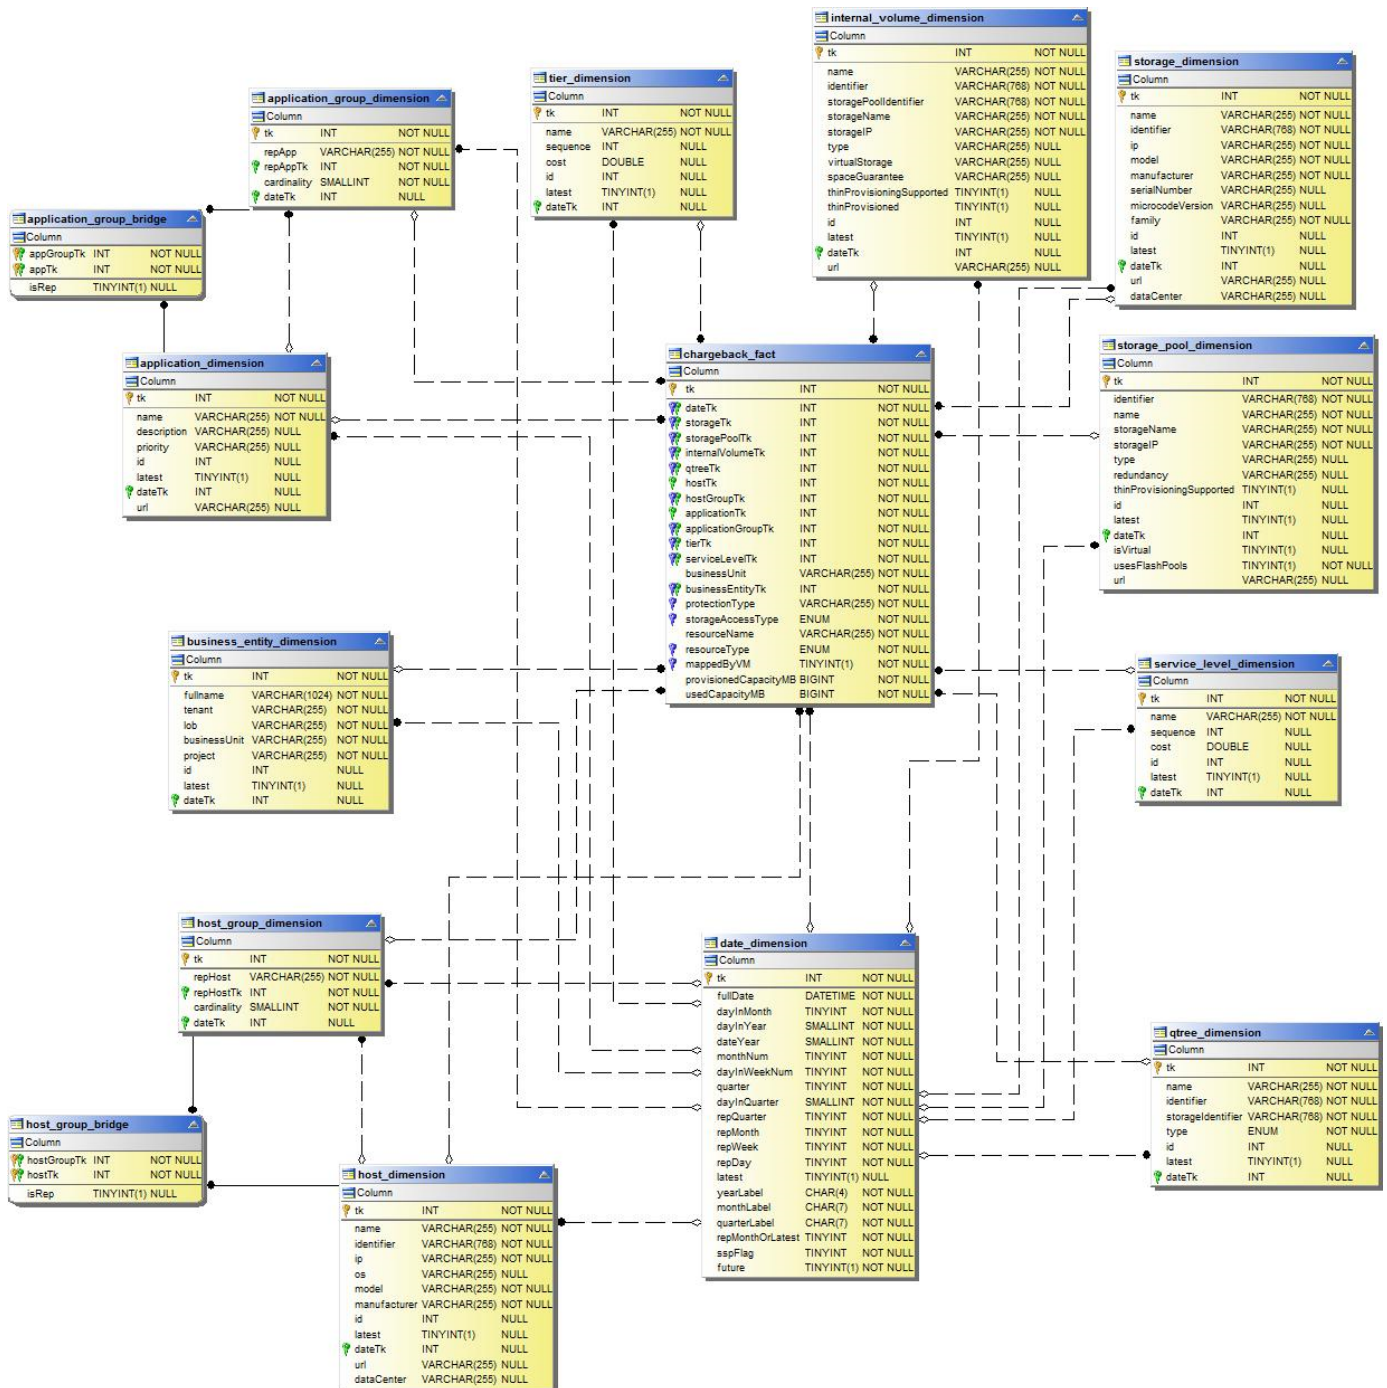 internal_volume_dimension
Column
tk INT NOT NULL
name VARCHAR(255) NOT NULL
identifier VARCHAR(768) NOT NULL
storagePoolIdentifier VARCHAR(768) NOT NULL
storageName VARCHAR(255) NOT NULL
storageIP VARCHAR(255) NOT NULL
type VARCHAR(255) NULL
virtualStorage VARCHAR(255) NULL
spaceGuarantee VARCHAR(255) NULL
thinProvisioningSupported TINYINT(1) NULL
thinProvisioned TINYINT(1) NULL
id INT NULL
latest TINYINT(1) NULL
dateTk INT NULL
url VARCHAR(255) NULL
storage_dimension
Column
tk INT NOT NULL
name VARCHAR(255) NOT NULL
identifier VARCHAR(768) NOT NULL
ip VARCHAR(255) NOT NULL
model VARCHAR(255) NOT NULL
manufacturer VARCHAR(255) NOT NULL
serialNumber VARCHAR(255) NULL
microcodeVersion VARCHAR(255) NULL
family VARCHAR(255) NOT NULL
id INT NULL
latest TINYINT(1) NULL
dateTk INT NULL
url VARCHAR(255) NULL
dataCenter VARCHAR(255) NULL
tier_dimension
Column
tk INT NOT NULL
name VARCHAR(255) NOT NULL
sequence INT NULL
cost DOUBLE NULL
id INT NULL
latest TINYINT(1) NULL
dateTk INT NULL
application_group_dimension
Column
tk INT NOT NULL
repApp VARCHAR(255) NOT NULL
repAppTk INT NOT NULL
cardinality SMALLINT NOT NULL
dateTk INT NULL
application_group_bridge
Column
appGroupTk INT NOT NULL
appTk INT NOT NULL
isRep TINYINT(1) NULL
application_dimension
Column
tk INT NOT NULL
name VARCHAR(255) NOT NULL
description VARCHAR(255) NULL
priority VARCHAR(255) NULL
id INT NULL
latest TINYINT(1) NULL
dateTk INT NULL
url VARCHAR(255) NULL
chargeback_fact
Column
tk INT NOT NULL
dateTk INT NOT NULL
storageTk INT NOT NULL
storagePoolTk INT NOT NULL
internalVolumeTk INT NOT NULL
qtreeTk INT NOT NULL
hostTk INT NOT NULL
hostGroupTk INT NOT NULL
applicationTk INT NOT NULL
applicationGroupTk INT NOT NULL
tierTk INT NOT NULL
serviceLevelTk INT NOT NULL
businessUnit VARCHAR(255) NOT NULL
businessEntityTk INT NOT NULL
protectionType VARCHAR(255) NOT NULL
storageAccessType ENUM NOT NULL
resourceName VARCHAR(255) NOT NULL
resourceType ENUM NOT NULL
mappedByVM TINYINT(1) NOT NULL
provisionedCapacityMB BIGINT NOT NULL
usedCapacityMB BIGINT NOT NULL
storage_pool_dimension
Column
tk INT NOT NULL
identifier VARCHAR(768) NOT NULL
name VARCHAR(255) NOT NULL
storageName VARCHAR(255) NOT NULL
storageIP VARCHAR(255) NOT NULL
type VARCHAR(255) NULL
redundancy VARCHAR(255) NULL
thinProvisioningSupported TINYINT(1) NULL
id INT NULL
latest TINYINT(1) NULL
dateTk INT NULL
isVirtual TINYINT(1) NULL
usesFlashPools TINYINT(1) NOT NULL
url VARCHAR(255) NULL
business_entity_dimension
Column
tk INT NOT NULL
fullname VARCHAR(1024) NOT NULL
tenant VARCHAR(255) NOT NULL
lob VARCHAR(255) NOT NULL
businessUnit VARCHAR(255) NOT NULL
project VARCHAR(255) NOT NULL
id INT NULL
latest TINYINT(1) NULL
dateTk INT NULL
service_level_dimension
Column
tk INT NOT NULL
name VARCHAR(255) NOT NULL
sequence INT NULL
cost DOUBLE NULL
id INT NULL
latest TINYINT(1) NULL
dateTk INT NULL
host_group_dimension
Column
tk INT NOT NULL
repHost VARCHAR(255) NOT NULL
repHostTk INT NOT NULL
cardinality SMALLINT NOT NULL
dateTk INT NULL
date_dimension
Column
tk INT NOT NULL
fullDate DATETIME NOT NULL
dayInMonth TINYINT NOT NULL
dayInYear SMALLINT NOT NULL
dateYear SMALLINT NOT NULL
monthNum TINYINT NOT NULL
dayInWeekNum TINYINT NOT NULL
quarter TINYINT NOT NULL
dayInQuarter SMALLINT NOT NULL
repQuarter TINYINT NOT NULL
repMonth TINYINT NOT NULL
repWeek TINYINT NOT NULL
repDay TINYINT NOT NULL
latest TINYINT(1) NULL
yearLabel CHAR(4) NOT NULL
monthLabel CHAR(7) NOT NULL
quarterLabel CHAR(7) NOT NULL
repMonthOrLatest TINYINT NOT NULL
sspFlag TINYINT NOT NULL
future TINYINT(1) NOT NULL
qtree_dimension
Column
tk INT NOT NULL
name VARCHAR(255) NOT NULL
identifier VARCHAR(768) NOT NULL
storageIdentifier VARCHAR(768) NOT NULL
type ENUM NOT NULL
id INT NULL
latest TINYINT(1) NULL
dateTk INT NULL
host_group_bridge
Column
hostGroupTk INT NOT NULL
hostTk INT NOT NULL
isRep TINYINT(1) NULL
host_dimension
Column
tk INT NOT NULL
name VARCHAR(255) NOT NULL
identifier VARCHAR(768) NOT NULL
ip VARCHAR(255) NOT NULL
os VARCHAR(255) NULL
model VARCHAR(255) NOT NULL
manufacturer VARCHAR(255) NOT NULL
id INT NULL
latest TINYINT(1) NULL
dateTk INT NULL
url VARCHAR(255) NULL
dataCenter VARCHAR(255) NULL